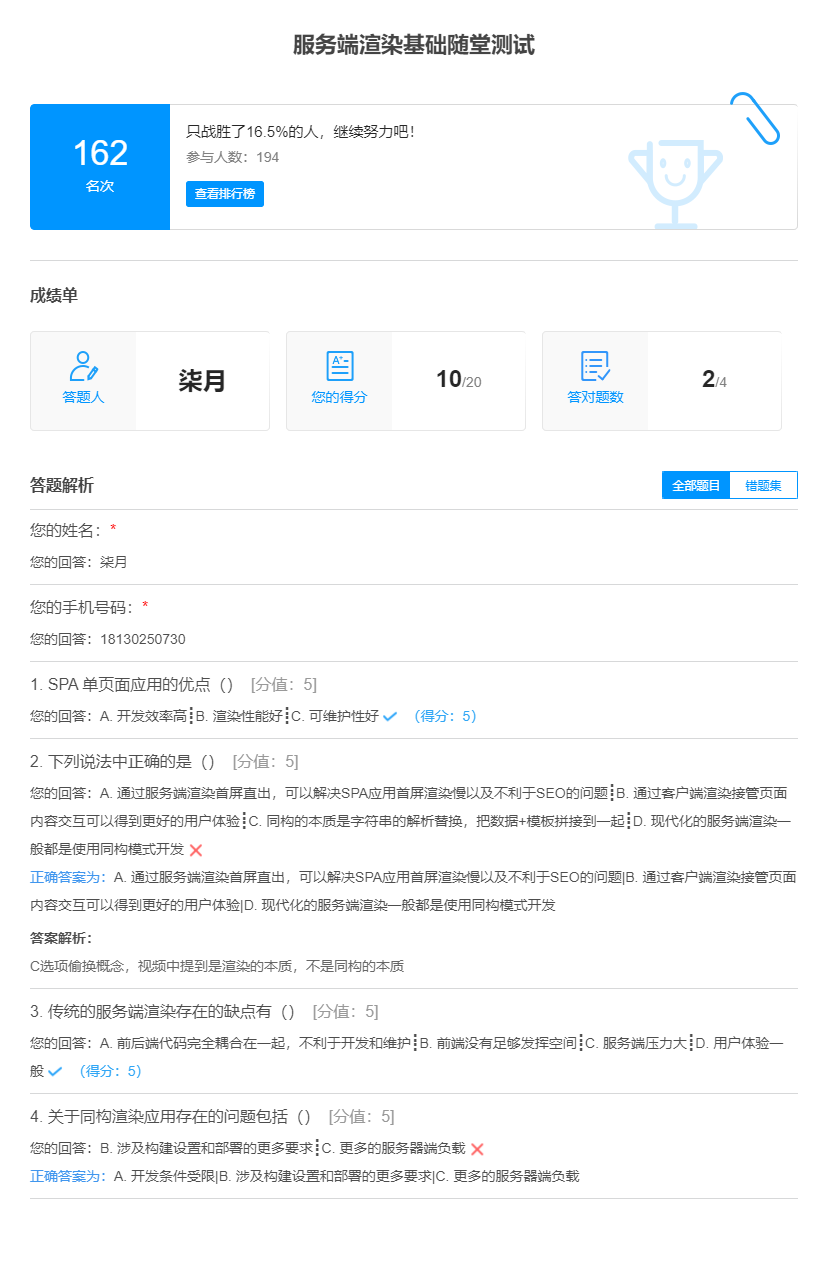 服务端渲染基础随堂测试
162
名次
只战胜了16.5%的人，继续努力吧！
参与人数：194
查看排行榜
成绩单
答题人
柒月
A+
您的得分
10/20
答对题数
2/4
答题解析
全部题目 错题集
您的姓名：*
您的回答：柒月
您的手机号码：*
您的回答：18130250730
1. SPA 单页面应用的优点（） [分值：5]
您的回答：A. 开发效率高┋B. 渲染性能好┋C. 可维护性好 （得分：5）
2. 下列说法中正确的是（） [分值：5]
您的回答：A. 通过服务端渲染首屏直出，可以解决SPA应用首屏渲染慢以及不利于SEO的问题┋B. 通过客户端渲染接管页面
内容交互可以得到更好的用户体验┋C. 同构的本质是字符串的解析替换，把数据+模板拼接到一起┋D. 现代化的服务端渲染一
般都是使用同构模式开发
正确答案为：A. 通过服务端渲染首屏直出，可以解决SPA应用首屏渲染慢以及不利于SEO的问题|B. 通过客户端渲染接管页面
内容交互可以得到更好的用户体验|D. 现代化的服务端渲染一般都是使用同构模式开发
答案解析：
C选项偷换概念，视频中提到是渲染的本质，不是同构的本质
3. 传统的服务端渲染存在的缺点有（） [分值：5]
您的回答：A. 前后端代码完全耦合在一起，不利于开发和维护┋B. 前端没有足够发挥空间┋C. 服务端压力大┋D. 用户体验一
般 （得分：5）
4. 关于同构渲染应用存在的问题包括（） [分值：5]
您的回答：B. 涉及构建设置和部署的更多要求┋C. 更多的服务器端负载
正确答案为：A. 开发条件受限|B. 涉及构建设置和部署的更多要求|C. 更多的服务器端负载